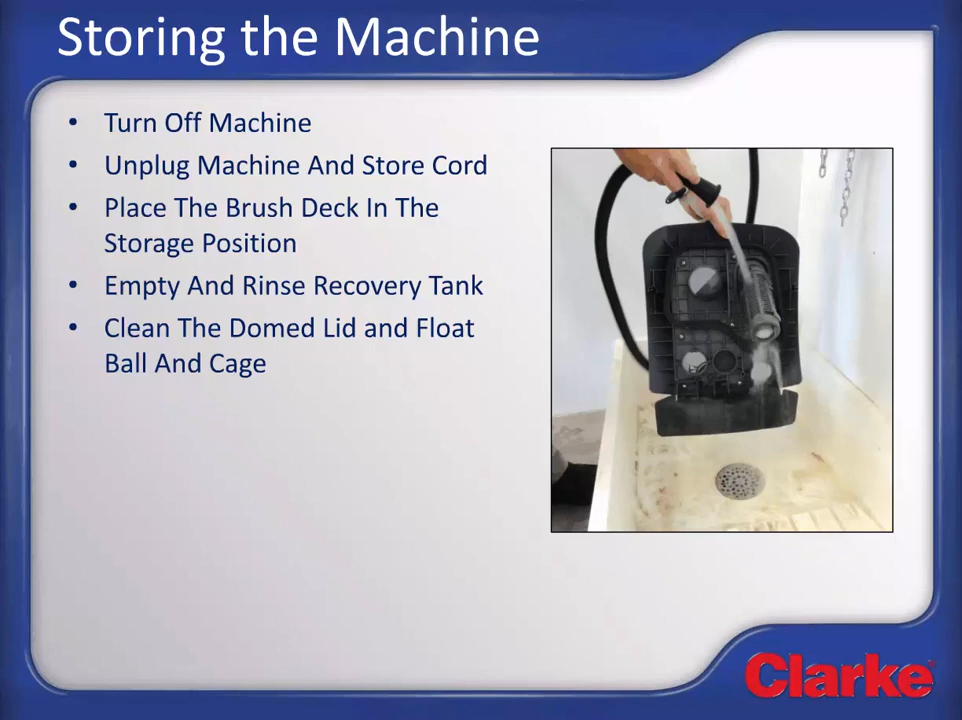 Storing the Machine
• Turn Off Machine
• Unplug Machine And Store Cord
• Place The Brush Deck In The
Storage Position
• Empty And Rinse Recovery Tank
• Clean The Domed Lid and Float
Ball And Cage
Clarke